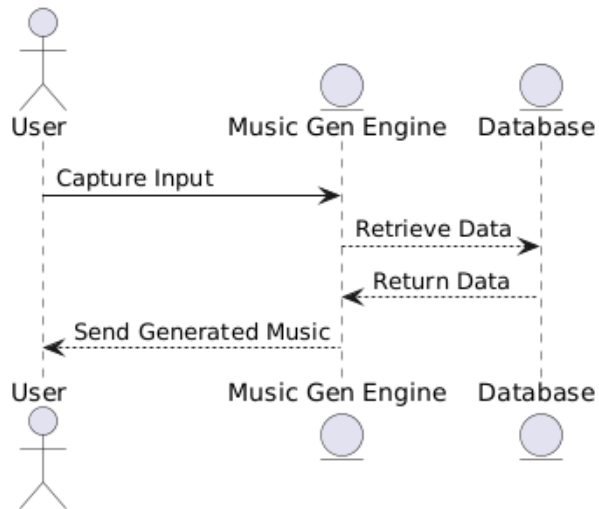 User
Music Gen Engine
Database
Capture Input
Retrieve Data
Return Data
Send Generated Music
User
Music Gen Engine
Database